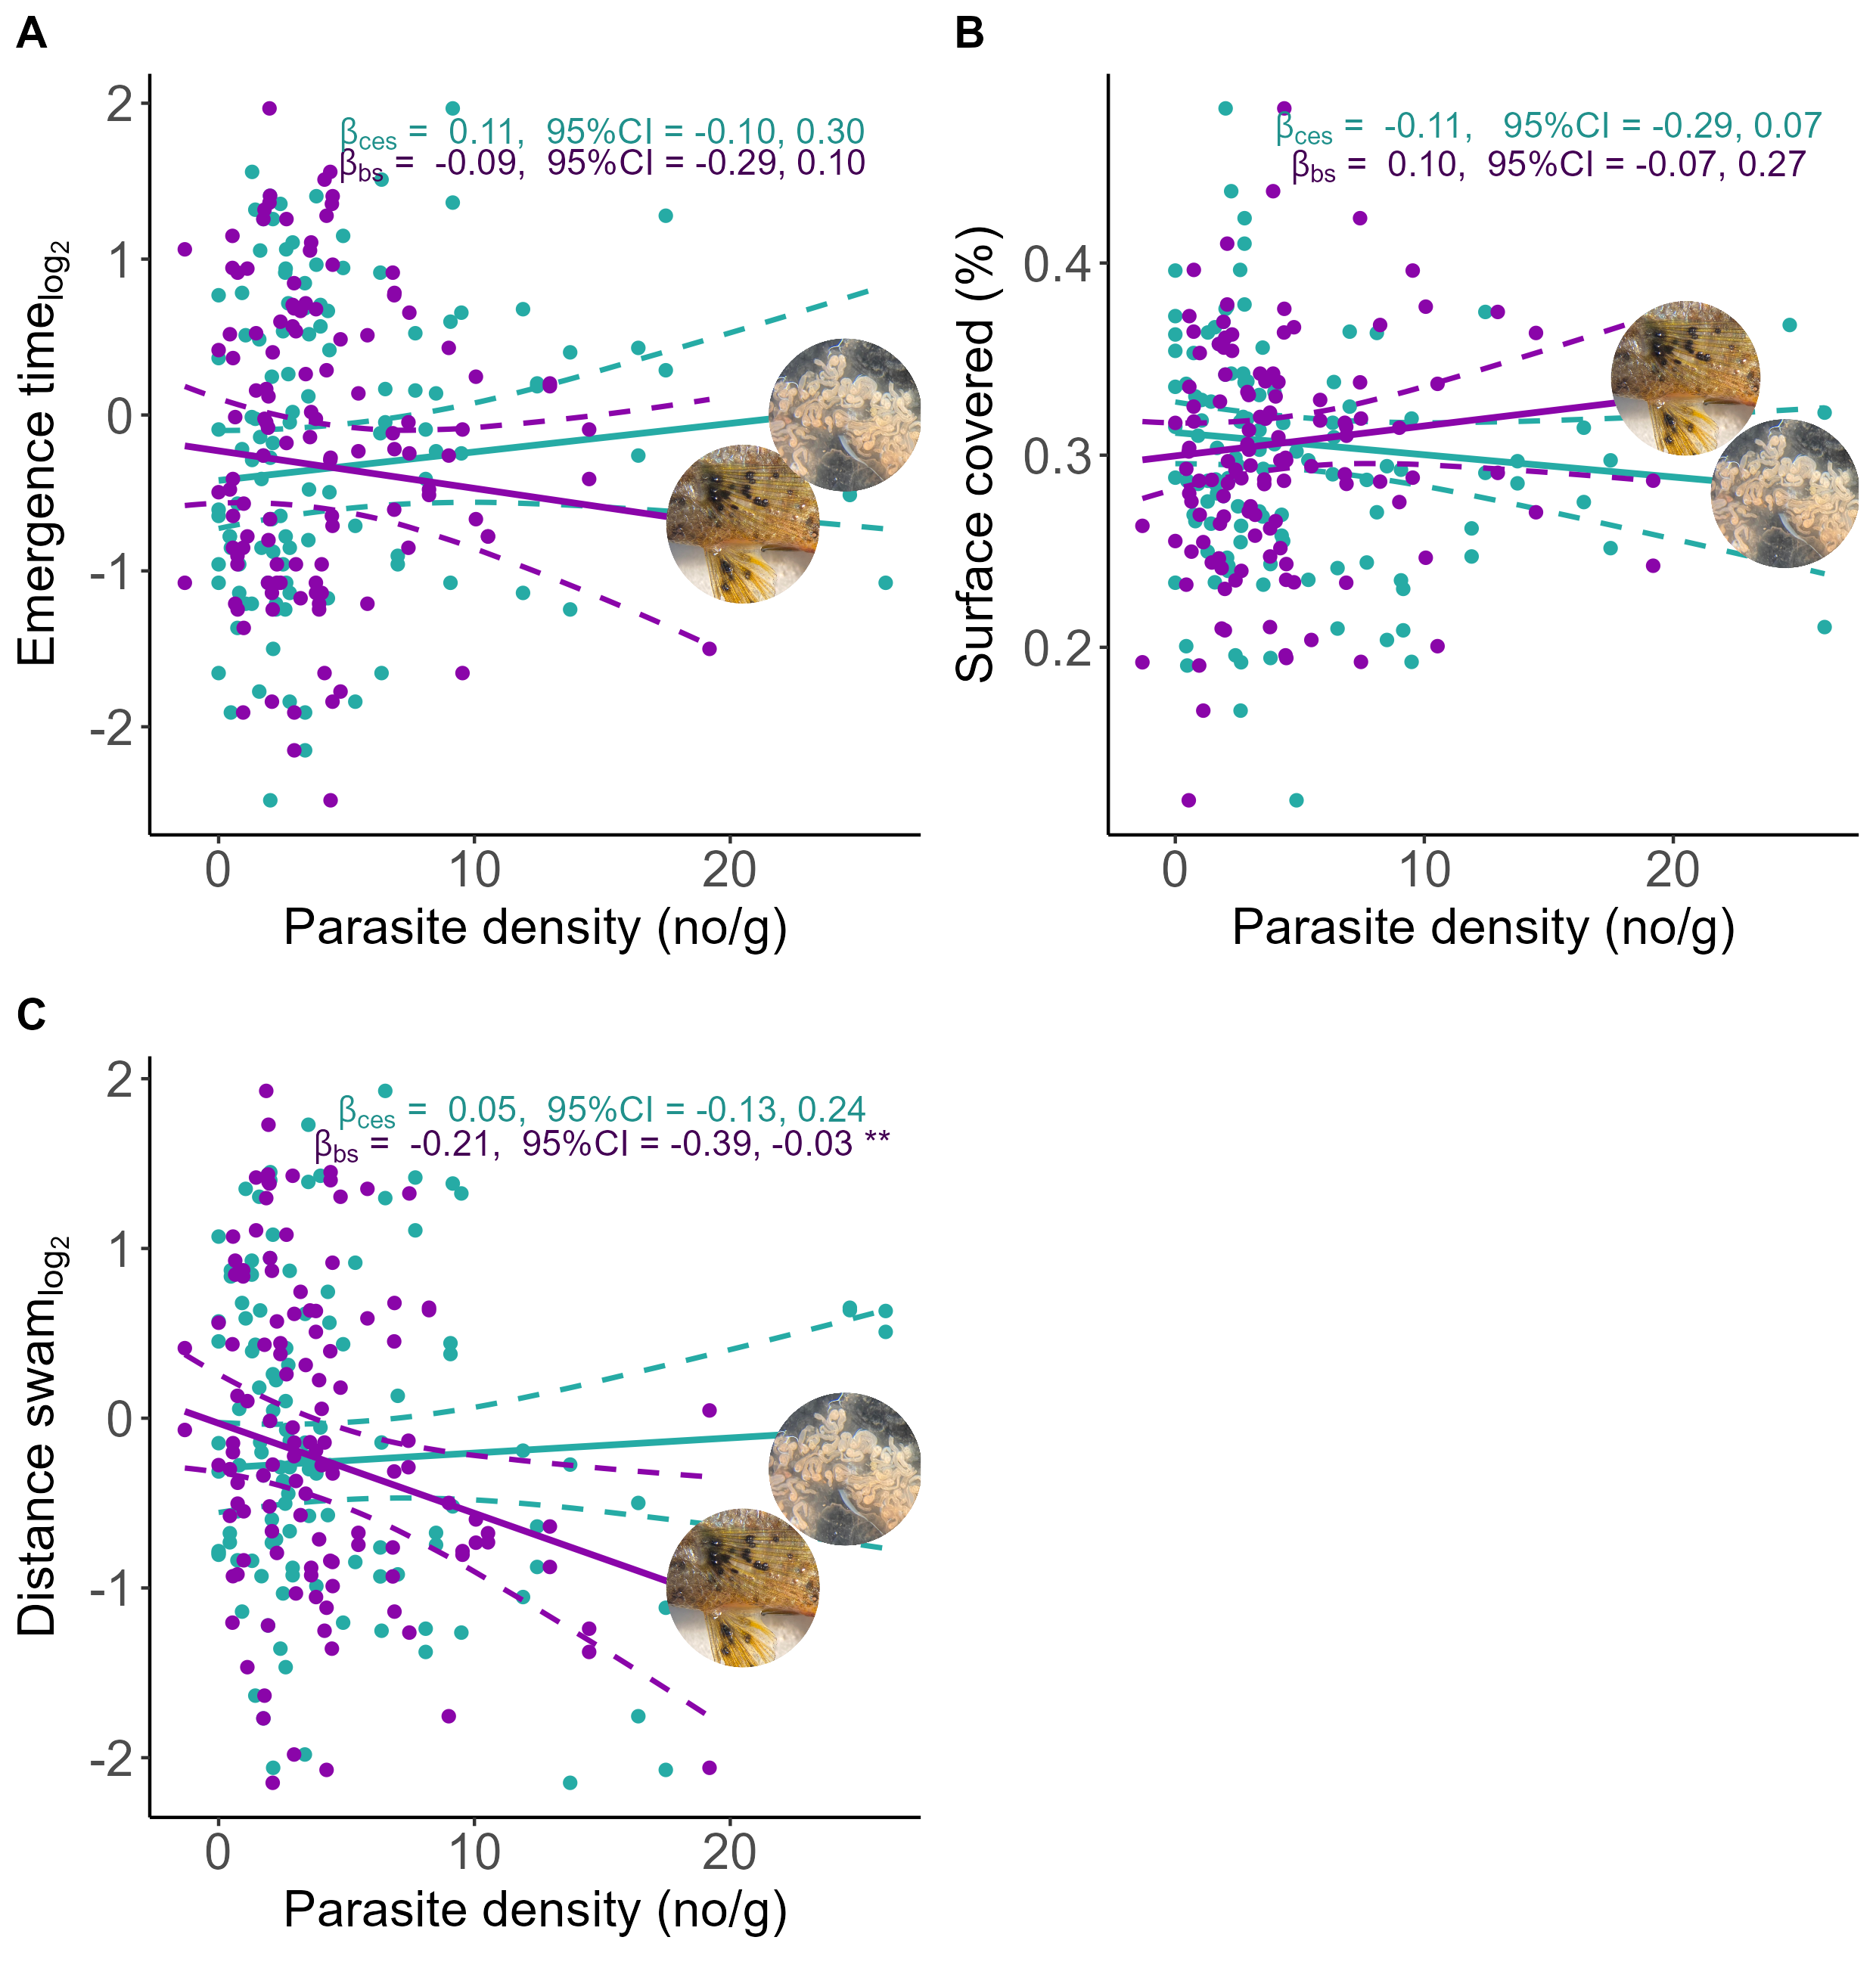 A
βces = 0.11, 95%CI = -0.10, 0.30
βbs = -0.09, 95%CI = -0.29, 0.10
2
1
0
-1
-2
Emergence timelog2
0 10 20
Parasite density (no/g)
B
βces = -0.11, 95%CI = -0.29, 0.07
βbs = 0.10, 95%CI = -0.07, 0.27
0.4
0.3
0.2
Surface covered (%)
0 10 20
Parasite density (no/g)
C
βces = 0.05, 95%CI = -0.13, 0.24
βbs = -0.21, 95%CI = -0.39, -0.03 **
2
1
0
-1
-2
Distance swamlog2
0 10 20
Parasite density (no/g)